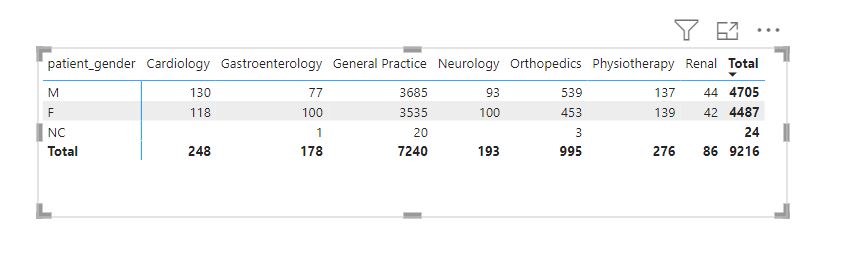 patient_gender Cardiology Gastroenterology General Practice Neurology Orthopedics Physiotherapy Renal Total
M 130 77 3685 93 539 137 44 4705
F 118 100 3535 100 453 139 42 4487
NC 1 20 3 24
Total 248 178 7240 193 995 276 86 9216